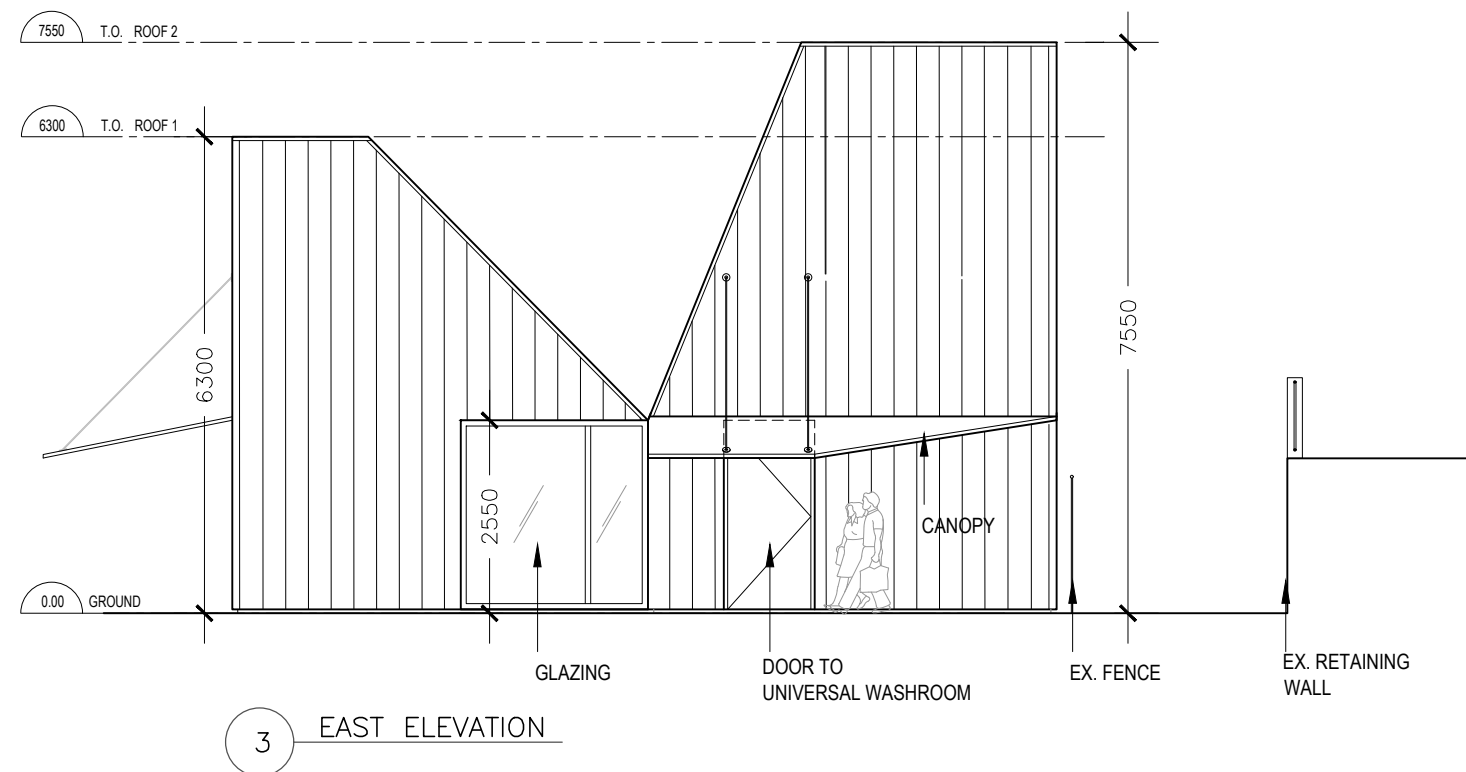 7550 T.O. ROOF 2
6300 T.O. ROOF 1
6300
7550
2550
CANOPY
0.00 GROUND
GLAZING
DOOR TO
UNIVERSAL WASHROOM
EX. FENCE
EX. RETAINING
WALL
3 EAST ELEVATION